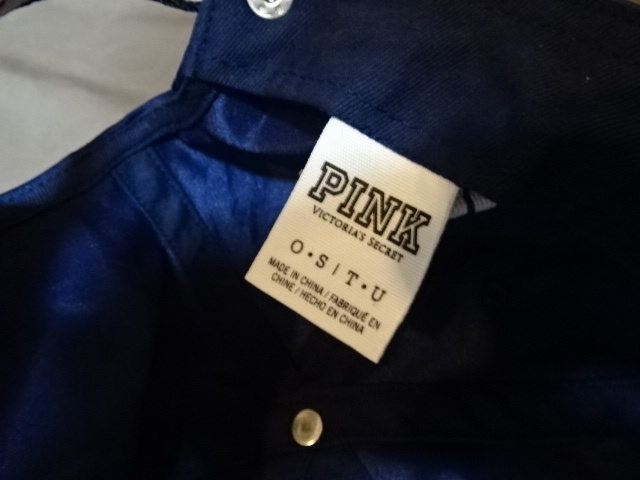 PINK
VICTORIA'S SECRET
O•S | T•U
MADE IN CHINA / FABRIQUÉ EN
CHINE / HECHO EN CHINA